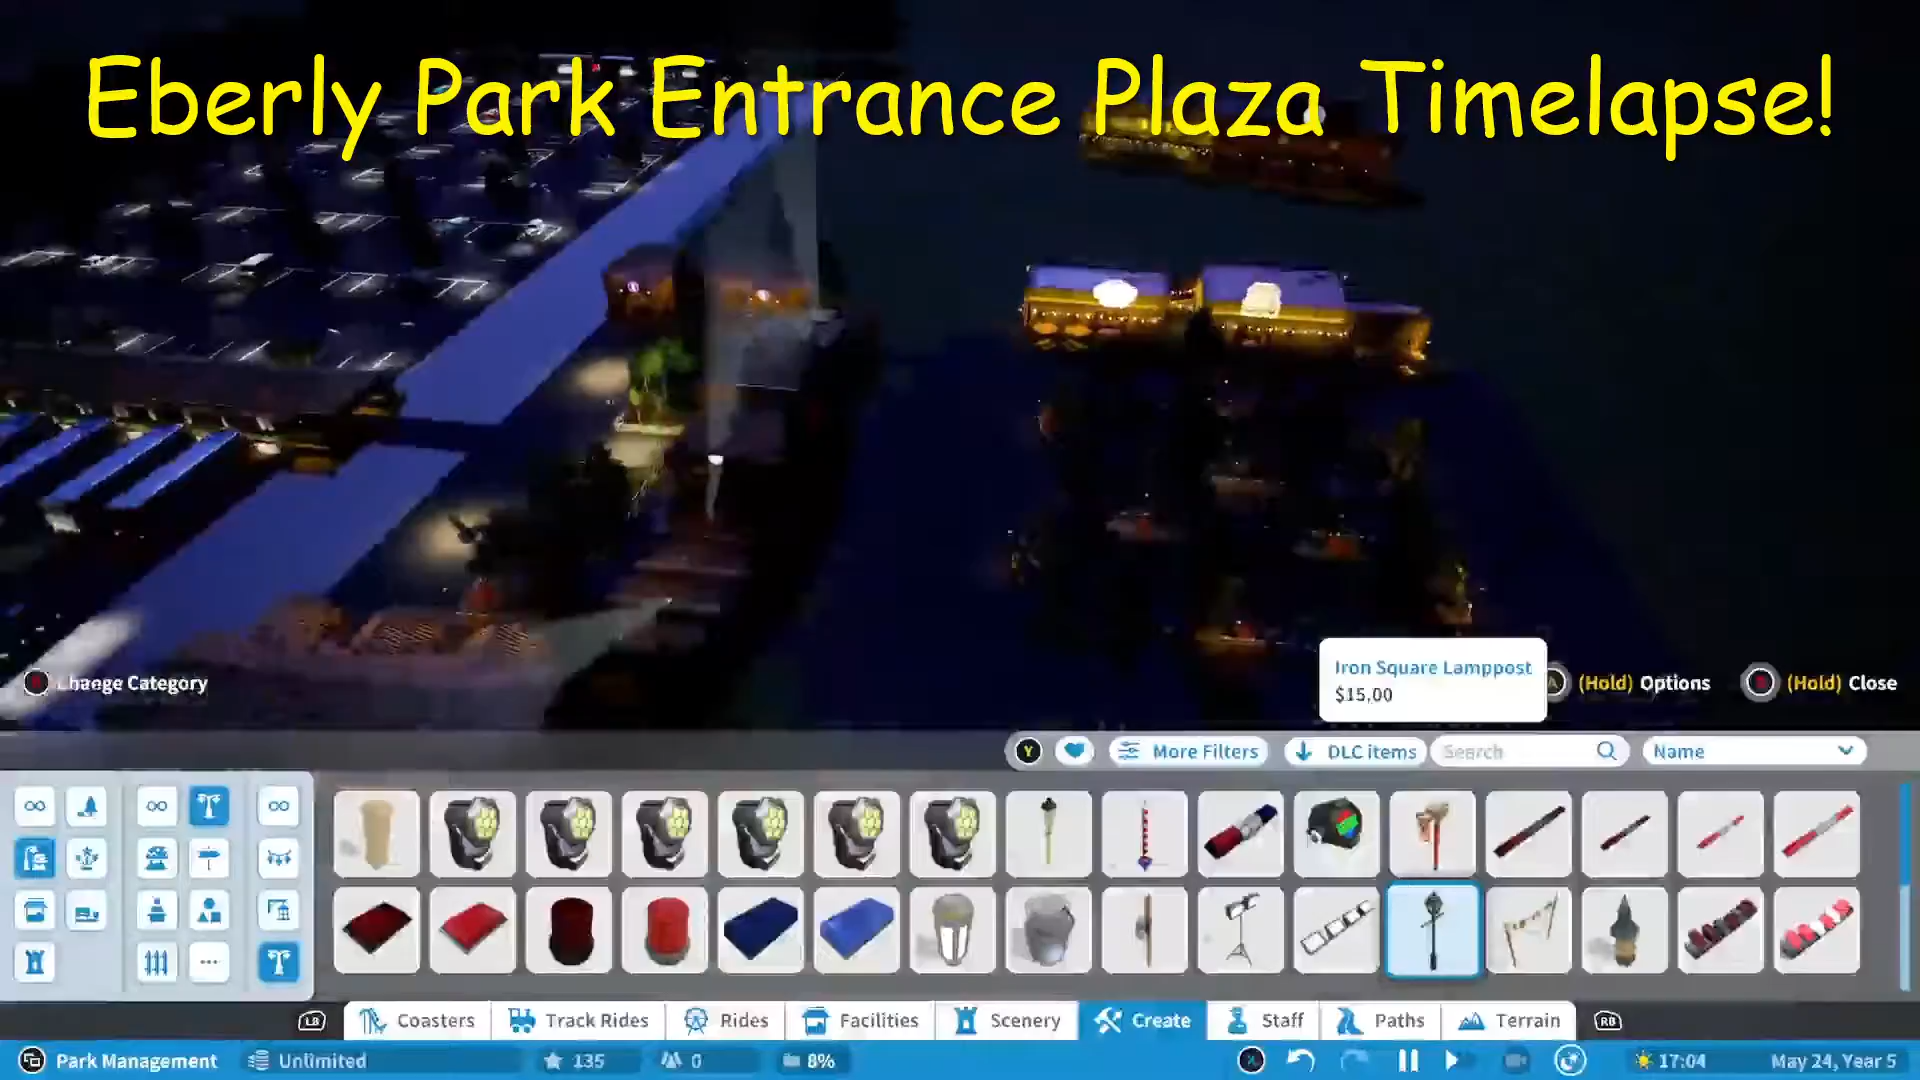 Eberly Park Entrance Plaza Timelapse!
Iron Square Lamppost
$15,00
Change Category
A (Hold) Options
(Hold) Close
Y More Filters DLC items Search Name
LB Coasters Track Rides Rides Facilities Scenery Create Staff Paths Terrain RB
Park Management Unlimited 135 0 8% 17:04 May 24, Year 5